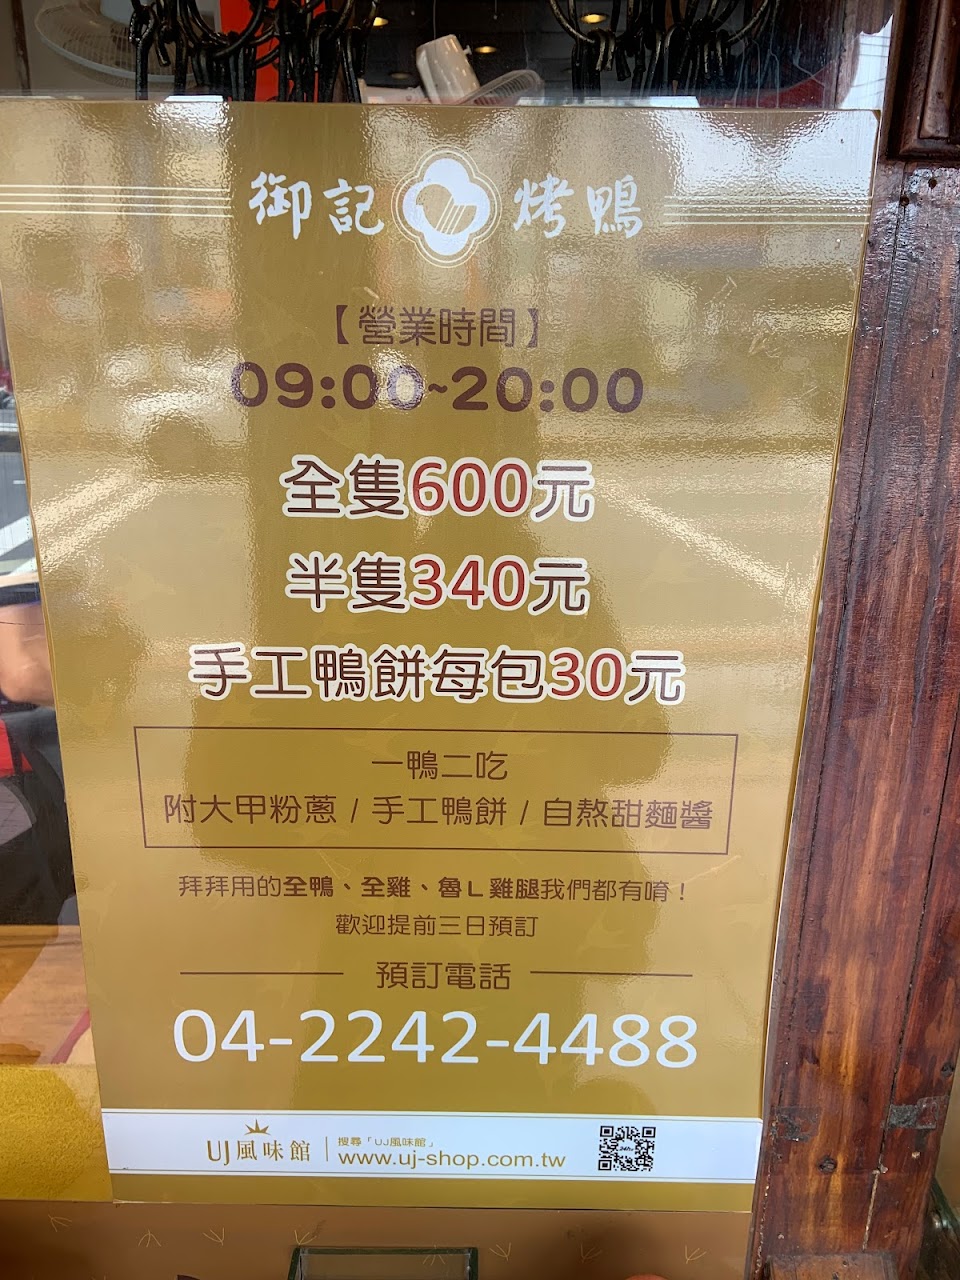 御記 烤鴨
【營業時間】
09:00~20:00
全隻600元
半隻340元
手工鴨餅每包30元
一鴨二吃
附大甲粉蔥 / 手工鴨餅 / 自熬甜麵醬
拜拜用的全鴨、全雞、魯L雞腿我們都有唷！
歡迎提前三日預訂
預訂電話
04-2242-4488
UJ風味館
搜尋「UJ風味館」
www.uj-shop.com.tw